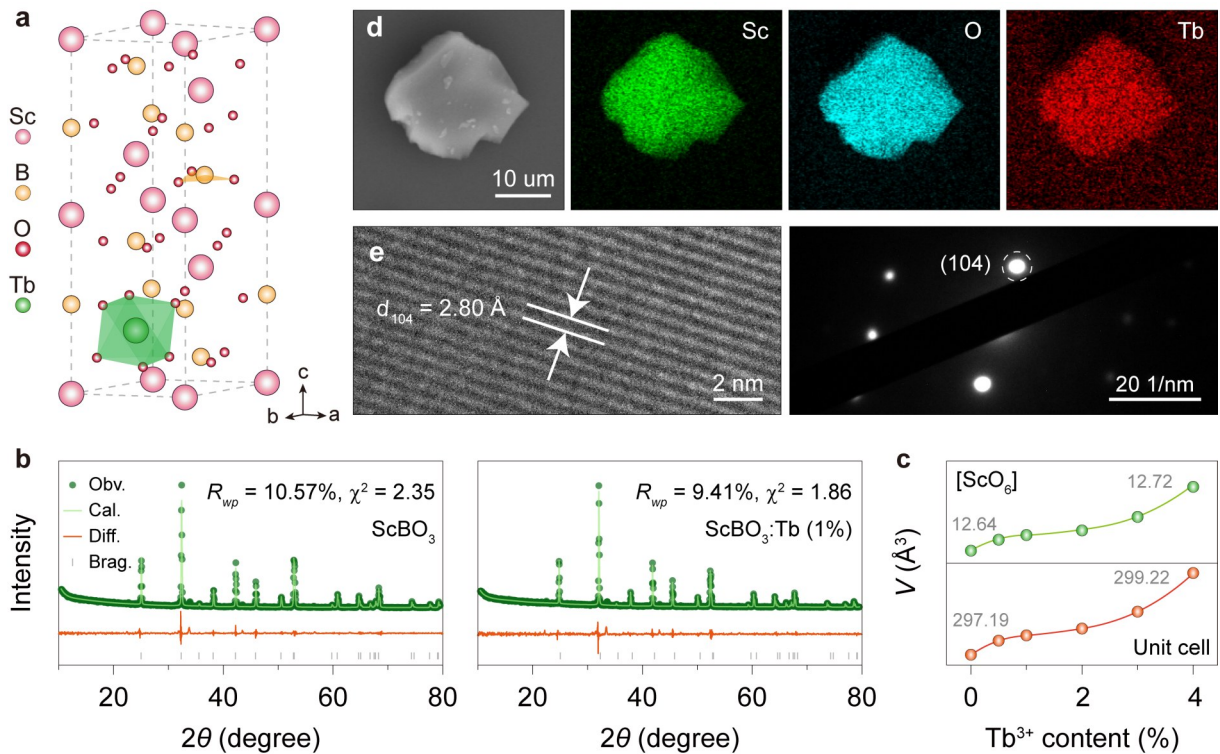 a
Sc
B
O
Tb
c
b
a
d
10 um
Sc
O
Tb
e
d₁₀₄ = 2.80 Å
2 nm
(104)
20 1/nm
b
Intensity
Obv.
Cal.
Diff.
Brag.
R_wp = 10.57%, χ² = 2.35
ScBO₃
20 40 60 80
2θ (degree)
R_wp = 9.41%, χ² = 1.86
ScBO₃:Tb (1%)
20 40 60 80
2θ (degree)
c
V (Å³)
[ScO₆]
12.64
12.72
297.19
299.22
Unit cell
0 2 4
Tb³⁺ content (%)